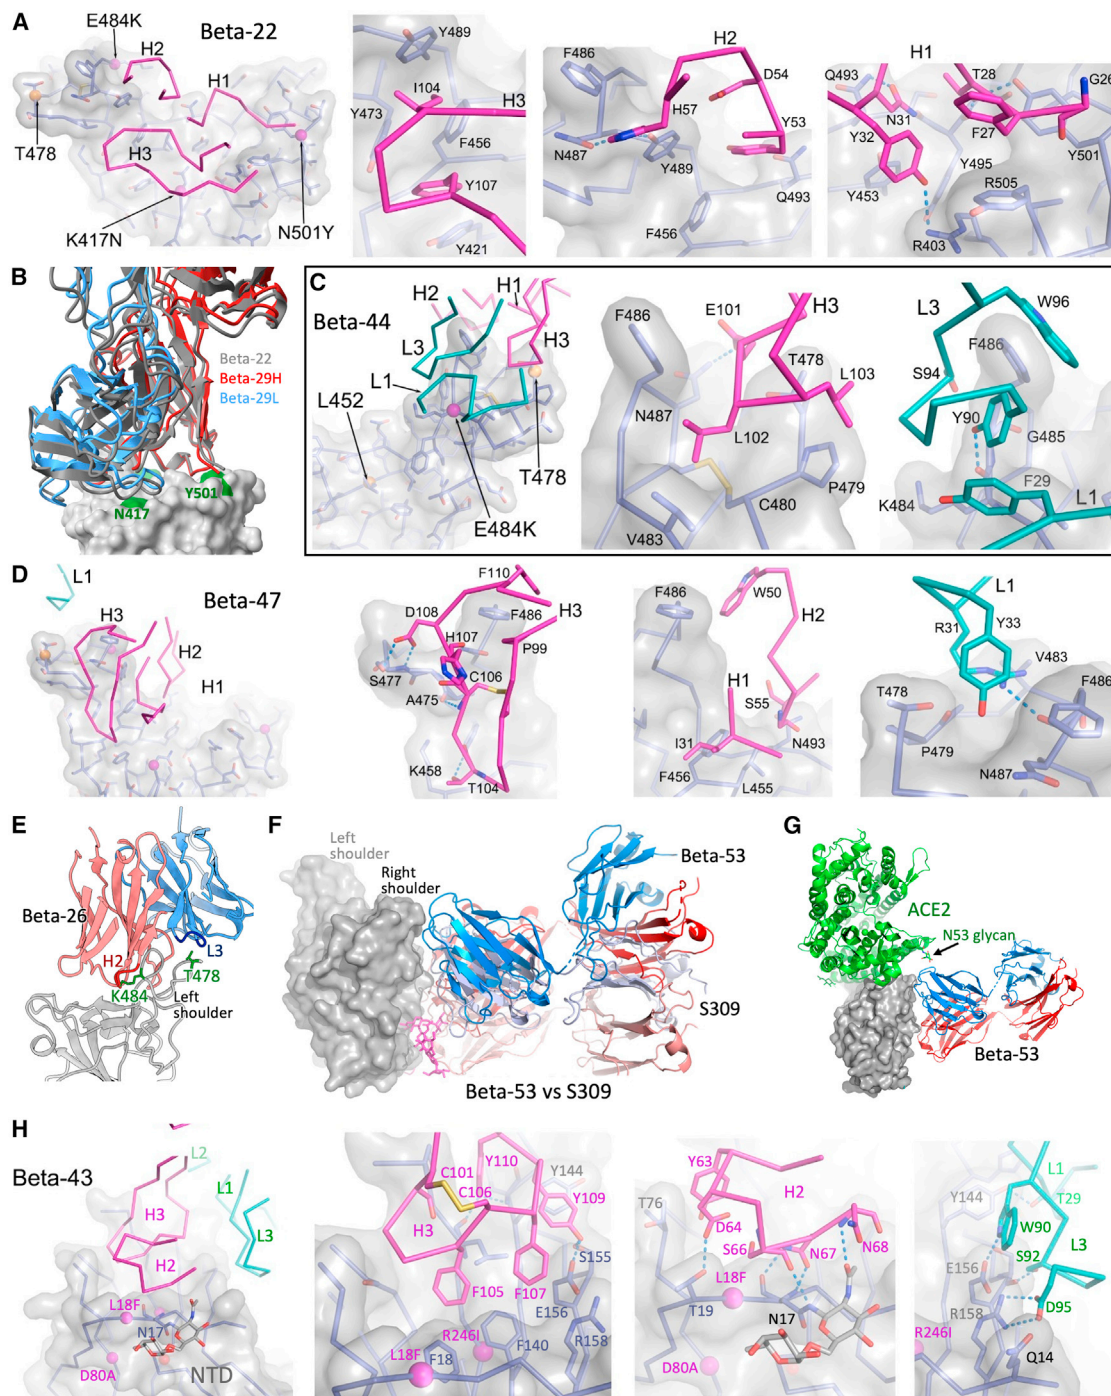 A
E484K
Beta-22
H2
H1
T478
H3
K417N
N501Y
Y489
I104
H3
Y473
F456
Y107
Y421
H2
F486
D54
H57
Y53
N487
Y489
Q493
F456
H1
Q493
T28
G26
N31
Y32
F27
Y501
Y495
Y453
R505
R403
B
Beta-22
Beta-29H
Beta-29L
Y501
N417
C
Beta-44
H2
H1
L3
H3
L1
L452
T478
E484K
F486
E101
H3
T478
L103
N487
L102
P479
C480
V483
L3
W96
F486
S94
Y90
G485
F29
K484
L1
D
L1
Beta-47
H3
H2
H1
F110
D108
F486
H3
H107
P99
S477
C106
A475
K458
T104
F486
W50
H2
H1
S55
I31
N493
F456
L455
L1
R31
Y33
V483
T478
F486
P479
N487
E
Beta-26
H2
L3
T478
K484
Left
shoulder
F
Left
shoulder
Right
shoulder
Beta-53
S309
Beta-53 vs S309
G
ACE2
N53 glycan
Beta-53
H
Beta-43
L2
L1
H3
L3
H2
L18F
N17
D80A
NTD
C101
Y110
Y144
C106
Y109
H3
S155
F105
F107
E156
R246I
R158
L18F
F18
F140
Y63
H2
T76
D64
S66
N67
N68
L18F
T19
N17
D80A
L1
Y144
T29
W90
S92
L3
E156
D95
R158
R246I
Q14